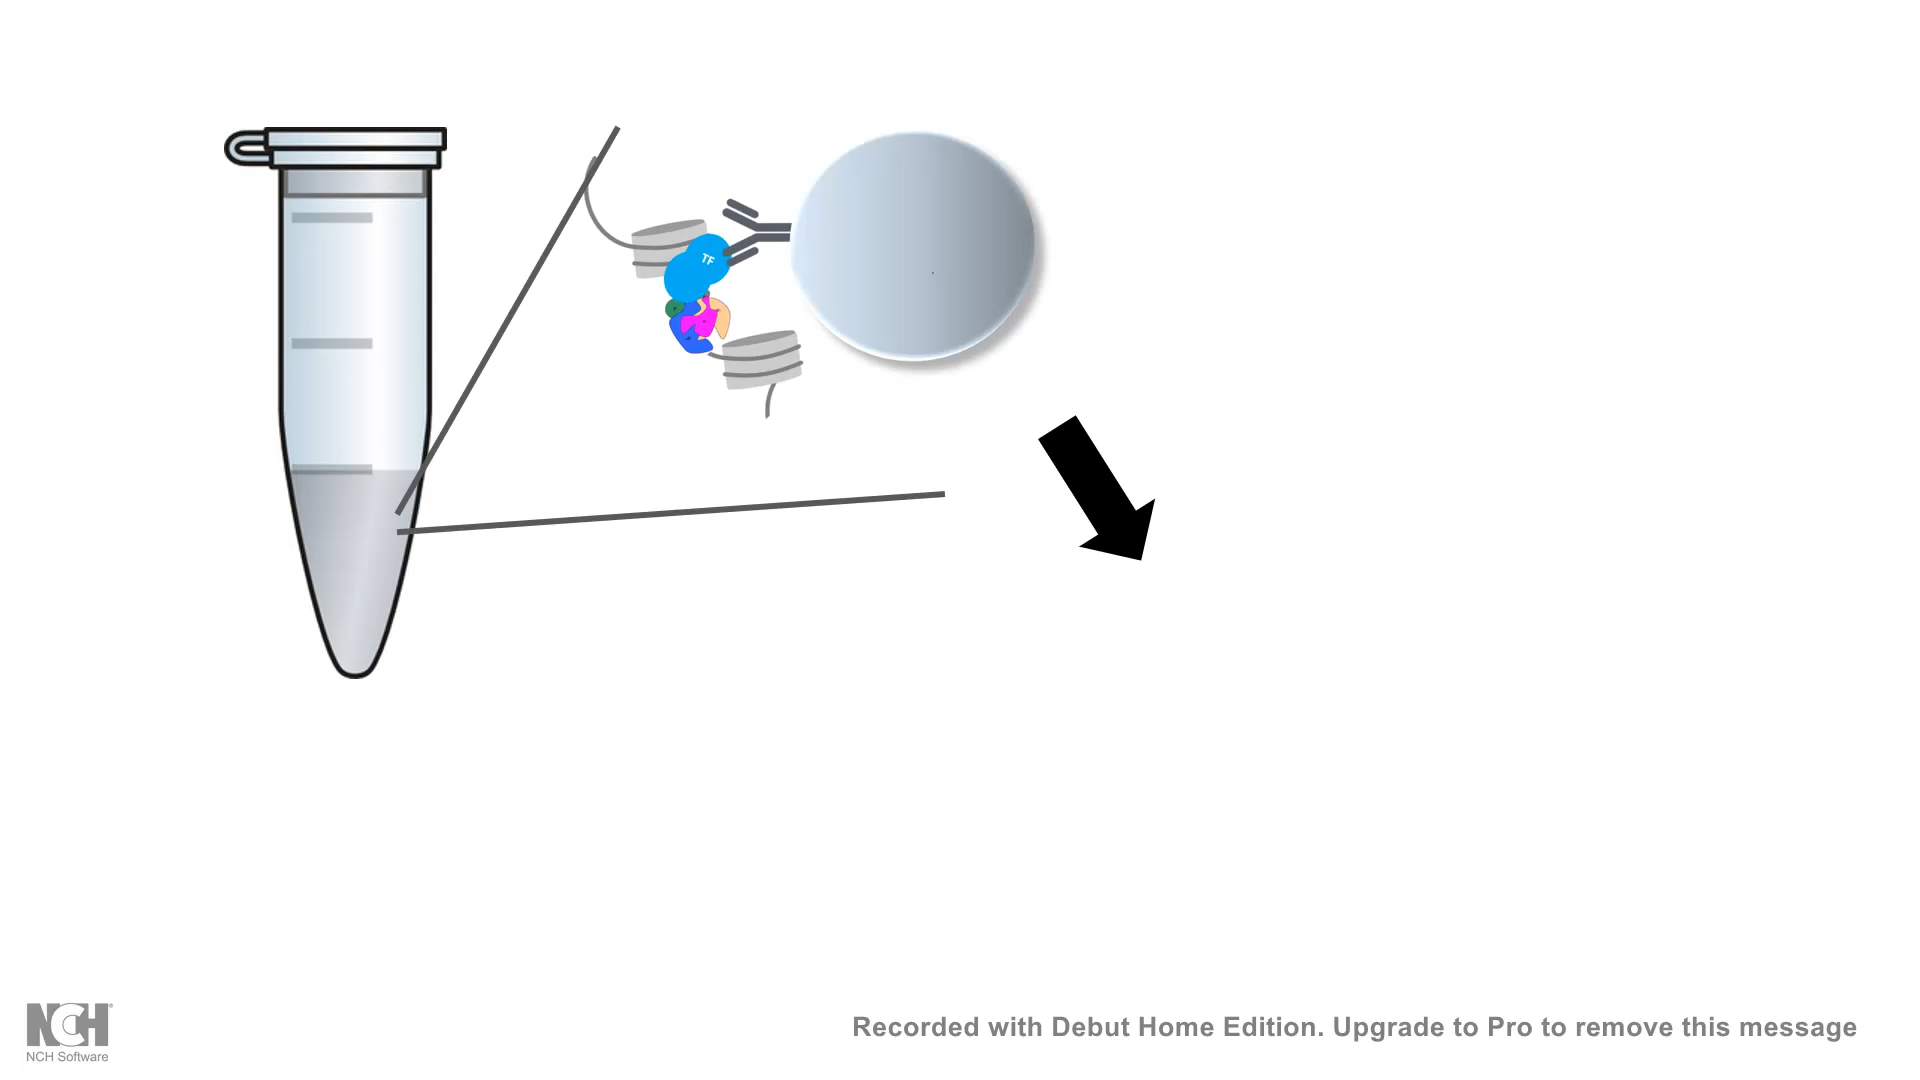 TF
NCH®
NCH Software
Recorded with Debut Home Edition. Upgrade to Pro to remove this message